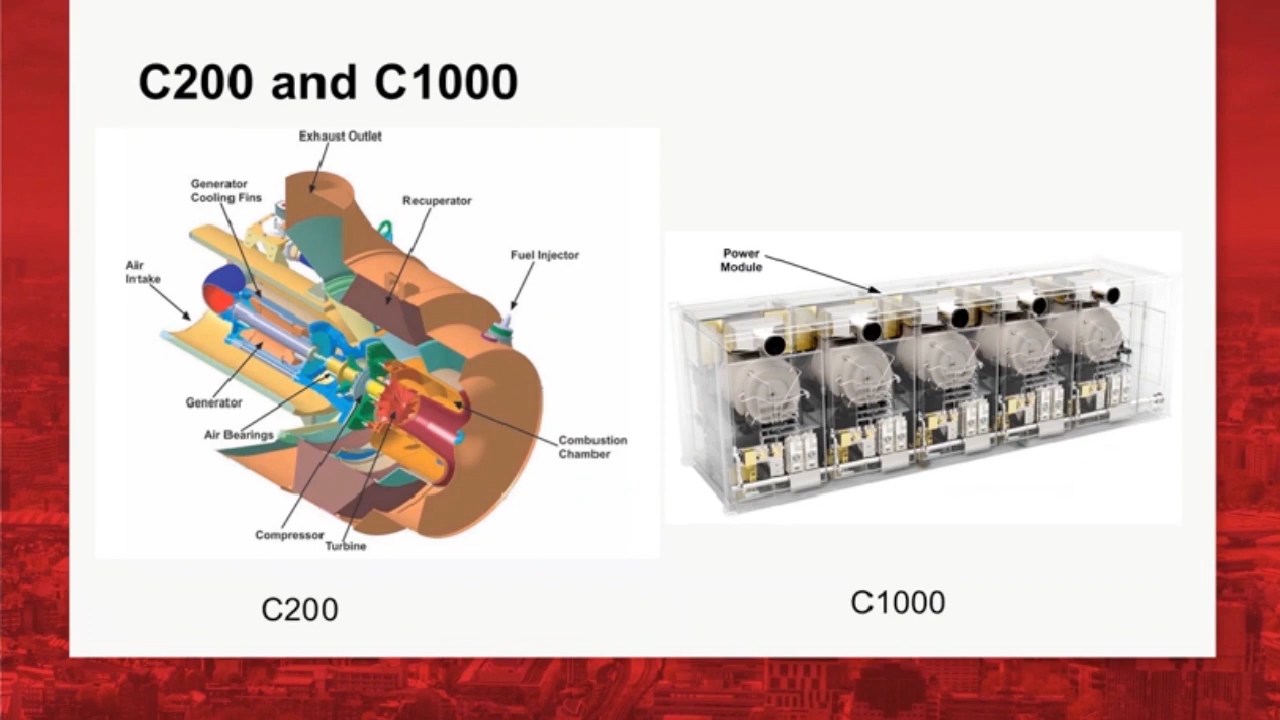 C200 and C1000
Exhaust Outlet
Generator
Cooling Fins
Recuperator
Air
Intake
Fuel Injector
Generator
Air Bearings
Combustion
Chamber
Compressor
Turbine
Power
Module
C200
C1000